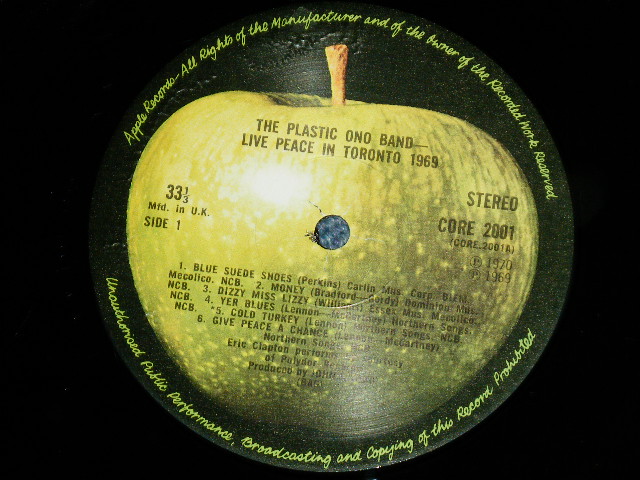 Apple Records—All Rights of the Manufacturer and of the Owner of the Recorded Work Reserved
THE PLASTIC ONO BAND—
LIVE PEACE IN TORONTO 1969
33⅓
Mfd. in U.K.
SIDE 1
STEREO
CORE 2001
(CORE.2001A)
℗ 1970
℗ 1969
1. BLUE SUEDE SHOES (Perkins) Carlin Mus. Corp. BIEM.
Mecolico. NCB. 2. MONEY (Bradford—Gordy) Dominion Mus.
NCB. 3. DIZZY MISS LIZZY (Williams) Essex Mus. Mecolico.
NCB. 4. YER BLUES (Lennon—McCartney) Northern Songs.
NCB. *5. COLD TURKEY (Lennon) Northern Songs. NCB.
6. GIVE PEACE A CHANCE (Lennon—McCartney)
Northern Songs.
Eric Clapton performs courtesy
of Polydor
Produced by JOHN
Unauthorised Public Performance, Broadcasting and Copying of this Record Prohibited